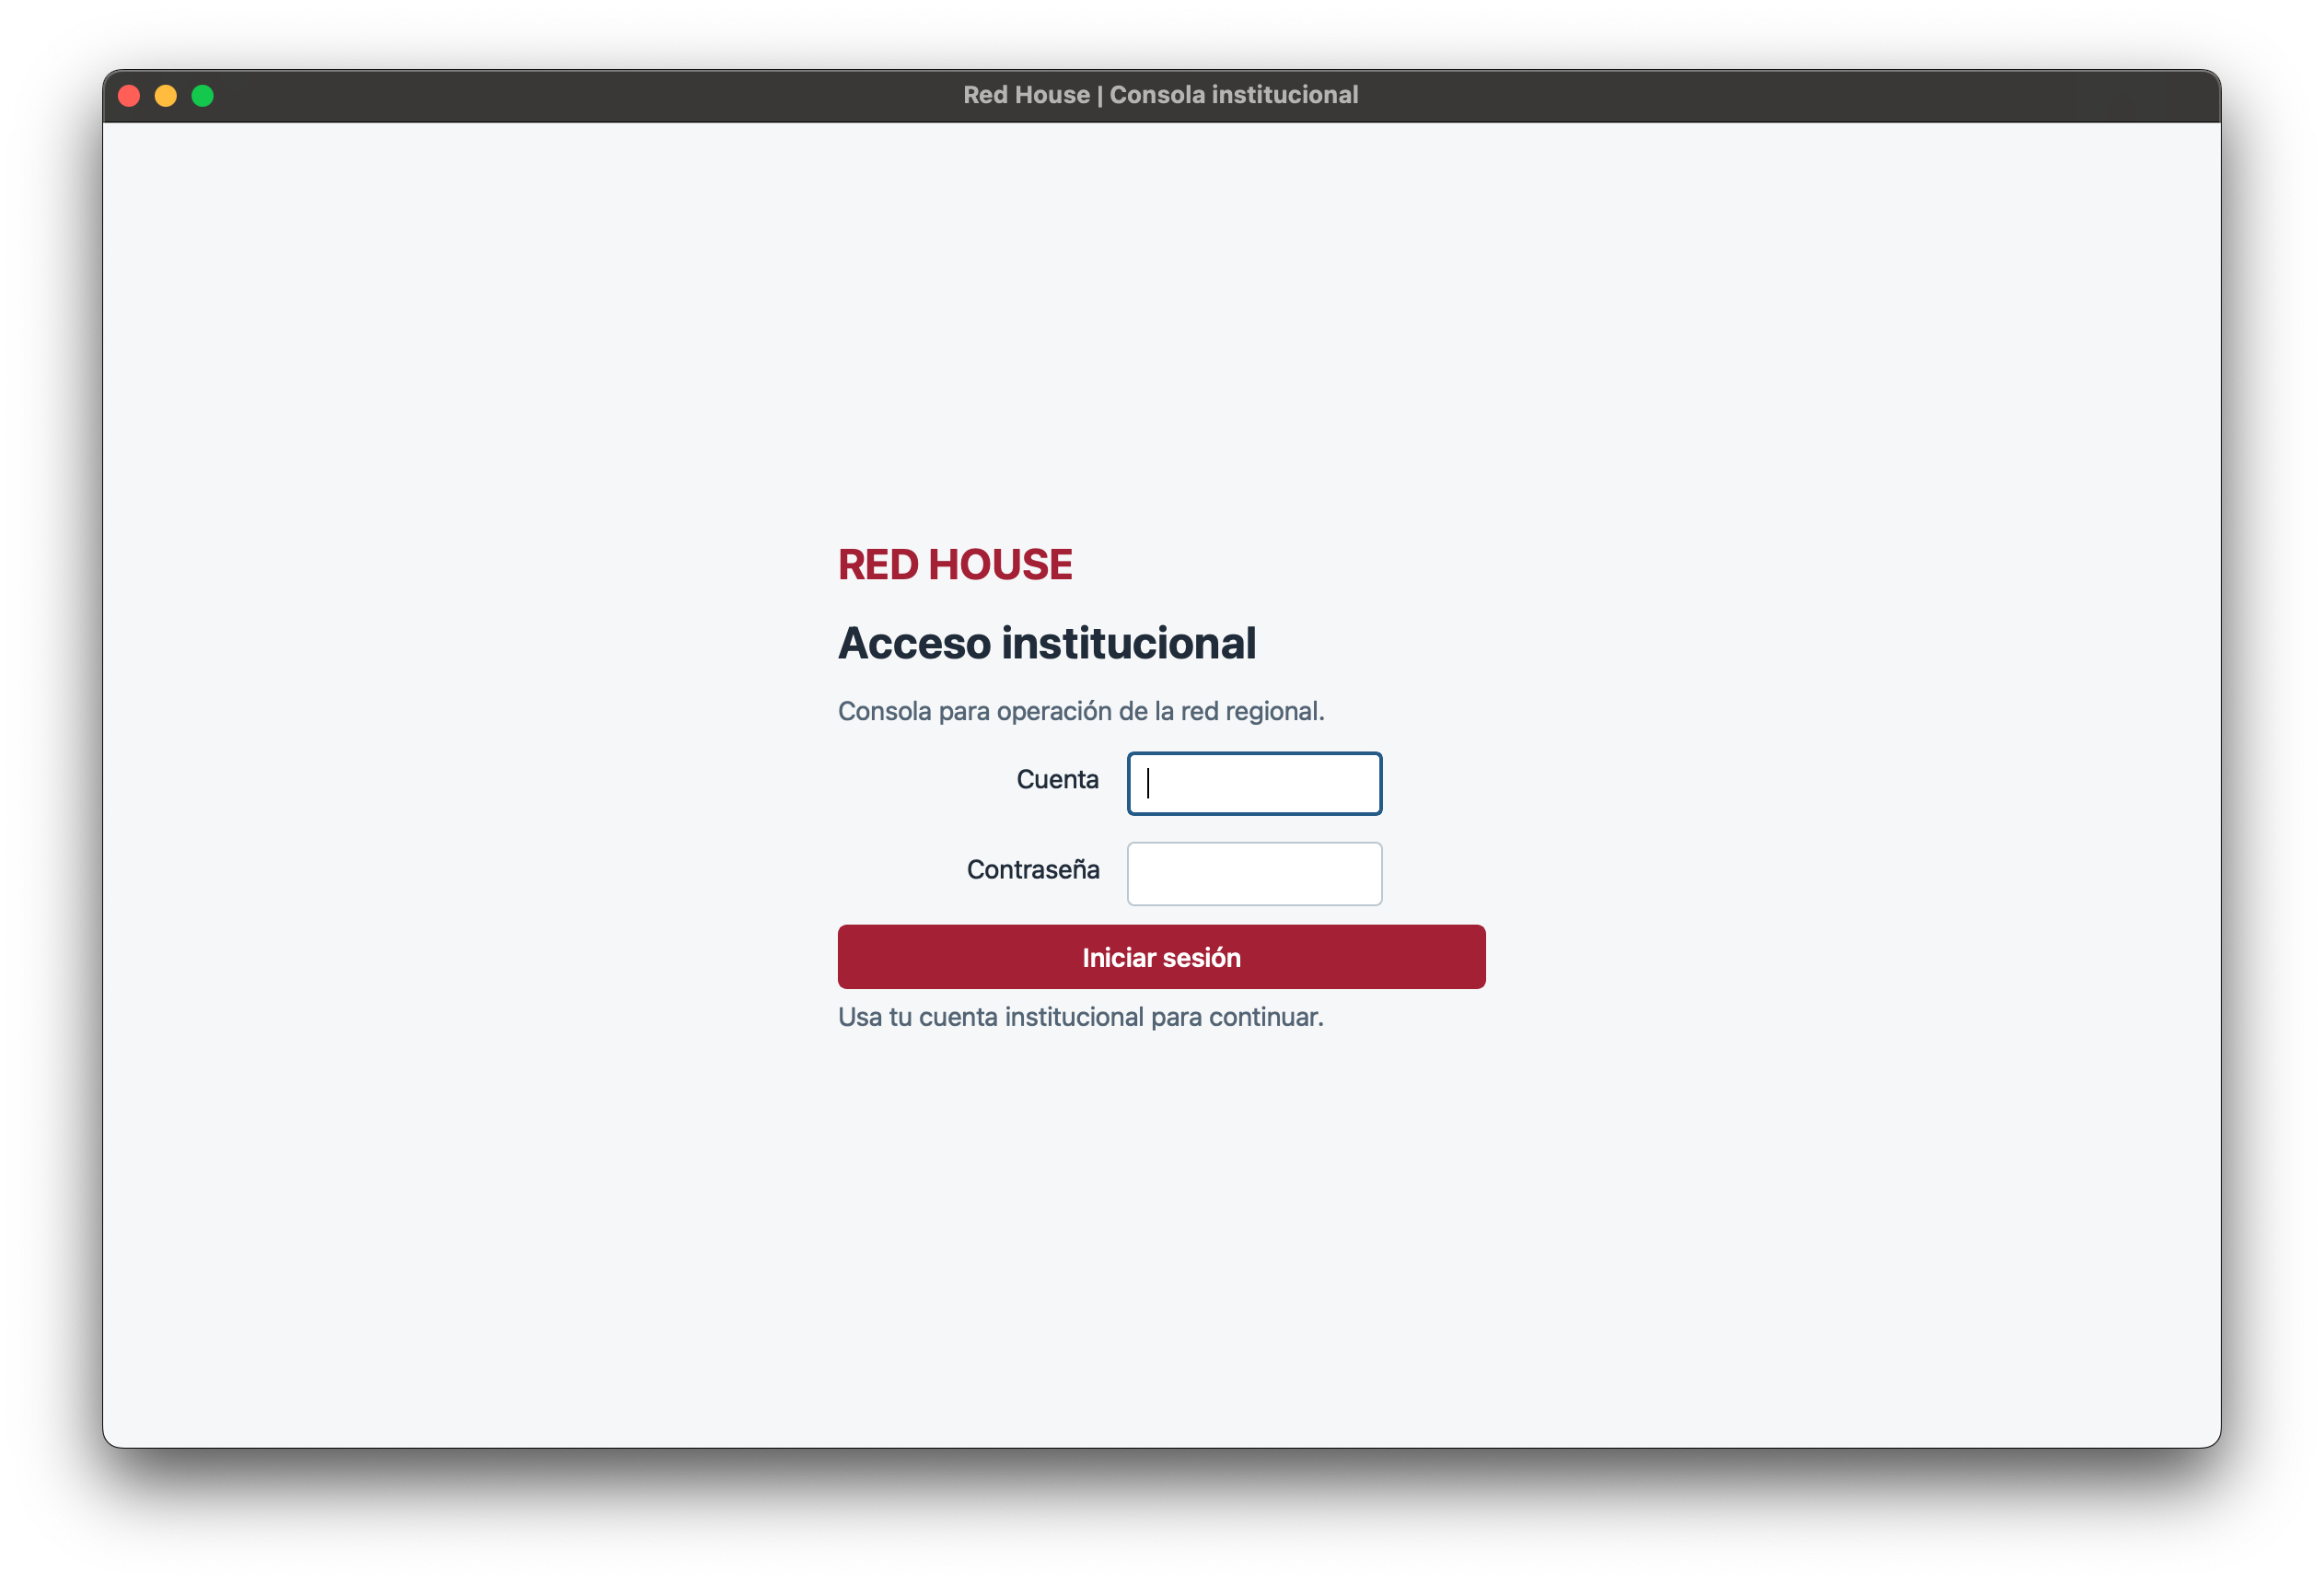 Red House | Consola institucional
RED HOUSE
Acceso institucional
Consola para operación de la red regional.
Cuenta
Contraseña
Iniciar sesión
Usa tu cuenta institucional para continuar.